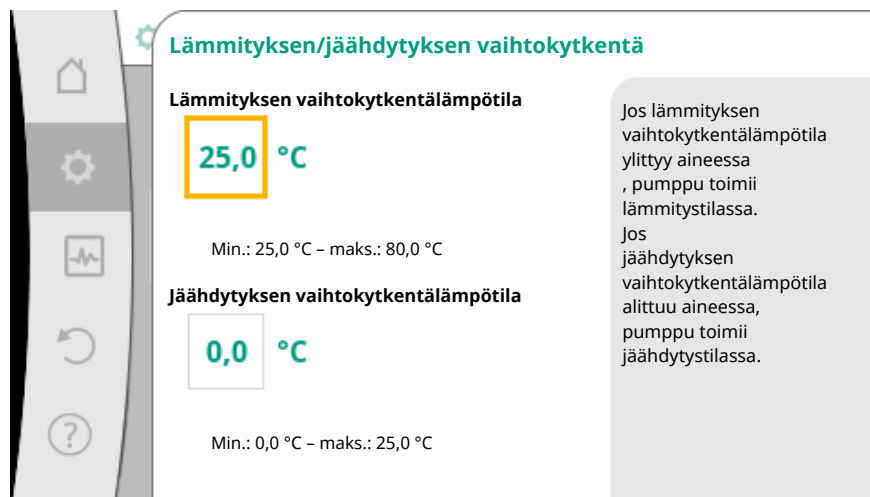 Lämmityksen/jäähdytyksen vaihtokytkentä
Lämmityksen vaihtokytkentälämpötila
25,0 °C
Min.: 25,0 °C – maks.: 80,0 °C
Jäähdytyksen vaihtokytkentälämpötila
0,0 °C
Min.: 0,0 °C – maks.: 25,0 °C
Jos lämmityksen
vaihtokytkentälämpötila
ylittyy aineessa
, pumppu toimii
lämmitystilassa.
Jos
jäähdytyksen
vaihtokytkentälämpötila
alittuu aineessa,
pumppu toimii
jäähdytystilassa.
?